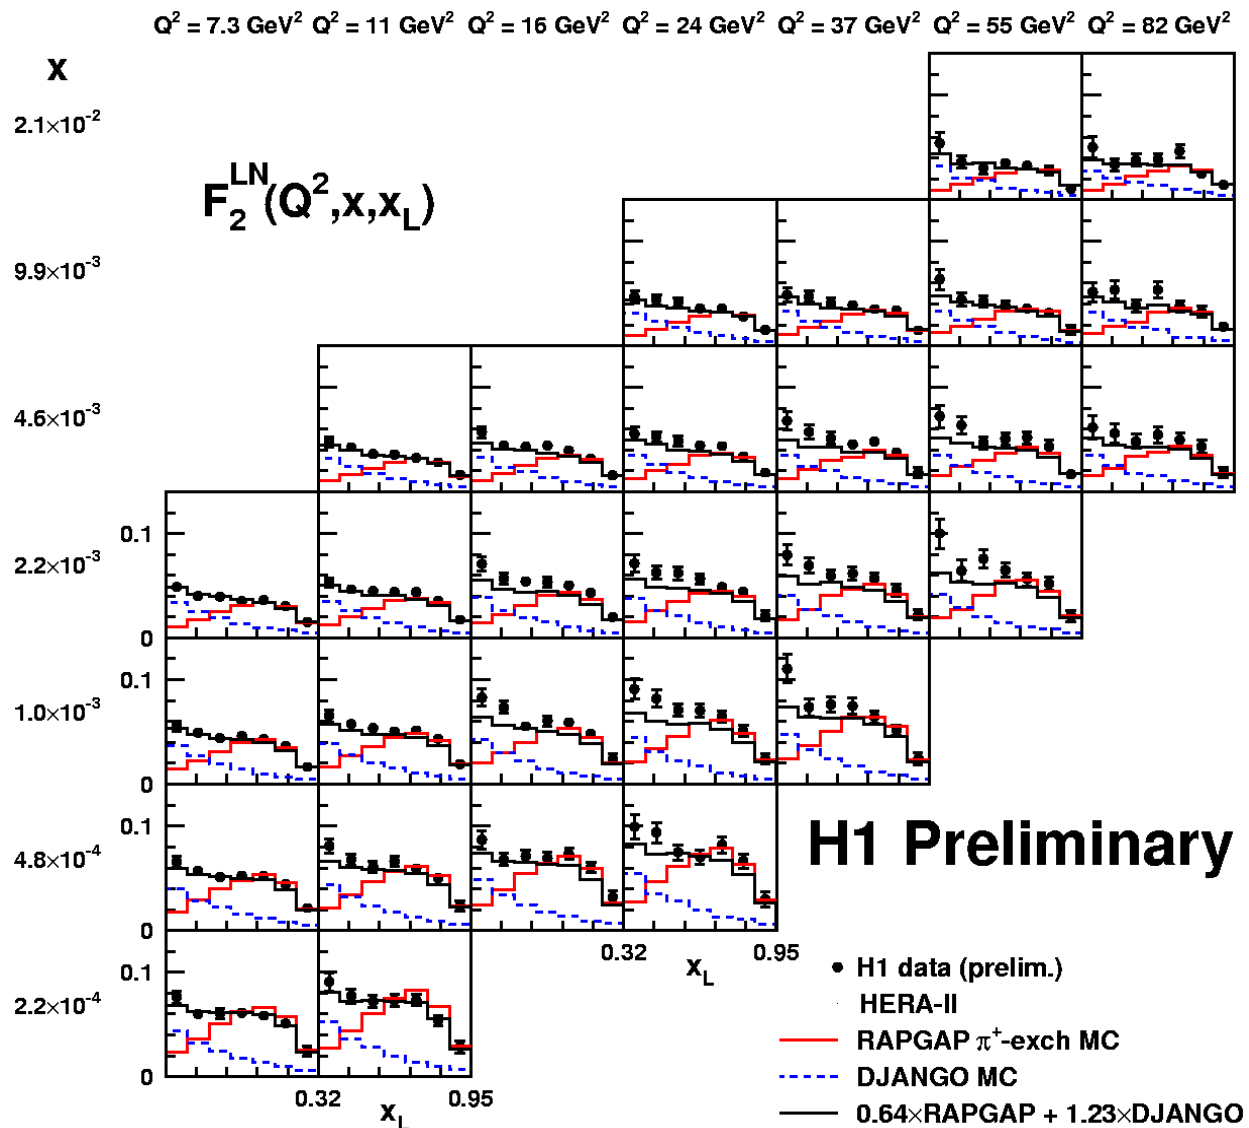 Q² = 7.3 GeV² Q² = 11 GeV² Q² = 16 GeV² Q² = 24 GeV² Q² = 37 GeV² Q² = 55 GeV² Q² = 82 GeV²
x
2.1×10⁻²
F₂ᴸᴺ(Q²,x,x_L)
9.9×10⁻³
4.6×10⁻³
0.1
2.2×10⁻³
0
0.1
1.0×10⁻³
0
0.1
4.8×10⁻⁴
H1 Preliminary
0
0.32 0.95
x_L
0.1
2.2×10⁻⁴
0
0.32 0.95
x_L
H1 data (prelim.)
HERA-II
RAPGAP π⁺-exch MC
DJANGO MC
0.64×RAPGAP + 1.23×DJANGO